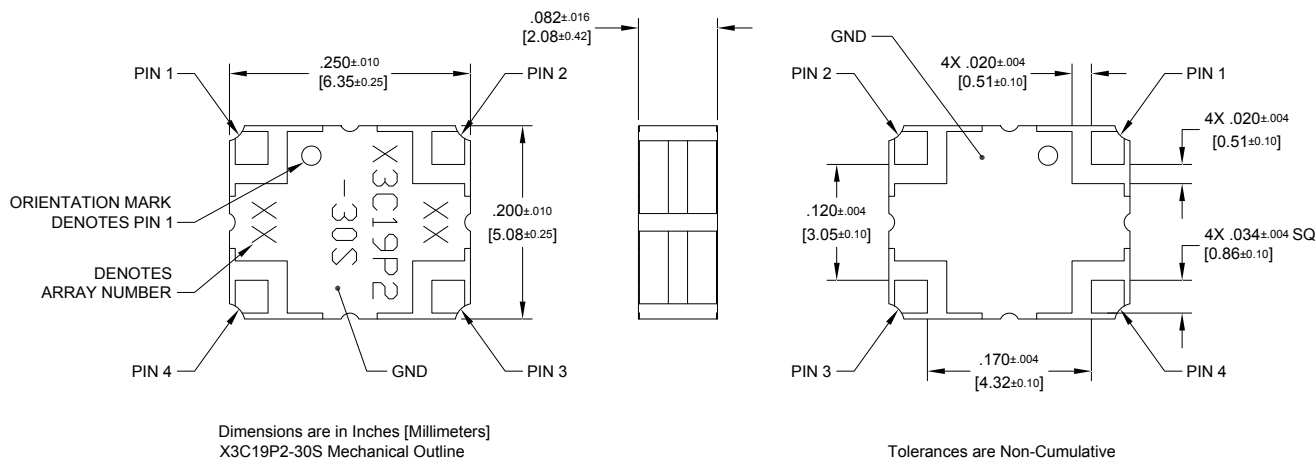 .082±.016
[2.08±0.42]
GND
PIN 1
.250±.010
[6.35±0.25]
PIN 2
PIN 2
4X .020±.004
[0.51±0.10]
PIN 1
4X .020±.004
[0.51±0.10]
ORIENTATION MARK
DENOTES PIN 1
XX
X3C19P2
-30S
XX
.200±.010
[5.08±0.25]
.120±.004
[3.05±0.10]
4X .034±.004 SQ
[0.86±0.10]
DENOTES
ARRAY NUMBER
PIN 4
GND
PIN 3
PIN 3
.170±.004
[4.32±0.10]
PIN 4
Dimensions are in Inches [Millimeters]
X3C19P2-30S Mechanical Outline
Tolerances are Non-Cumulative